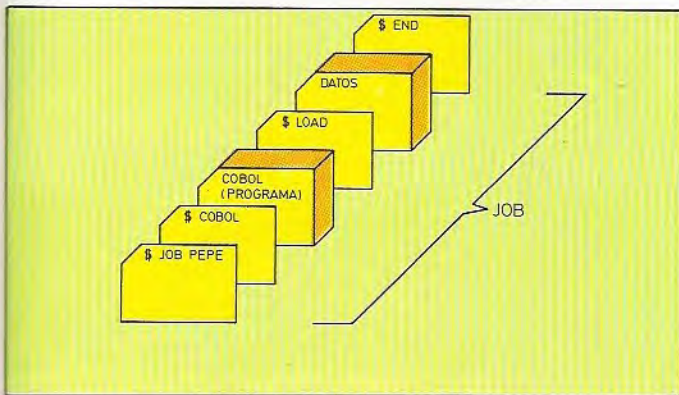 $ END
DATOS
$ LOAD
COBOL
(PROGRAMA)
$ COBOL
$ JOB PEPE
JOB